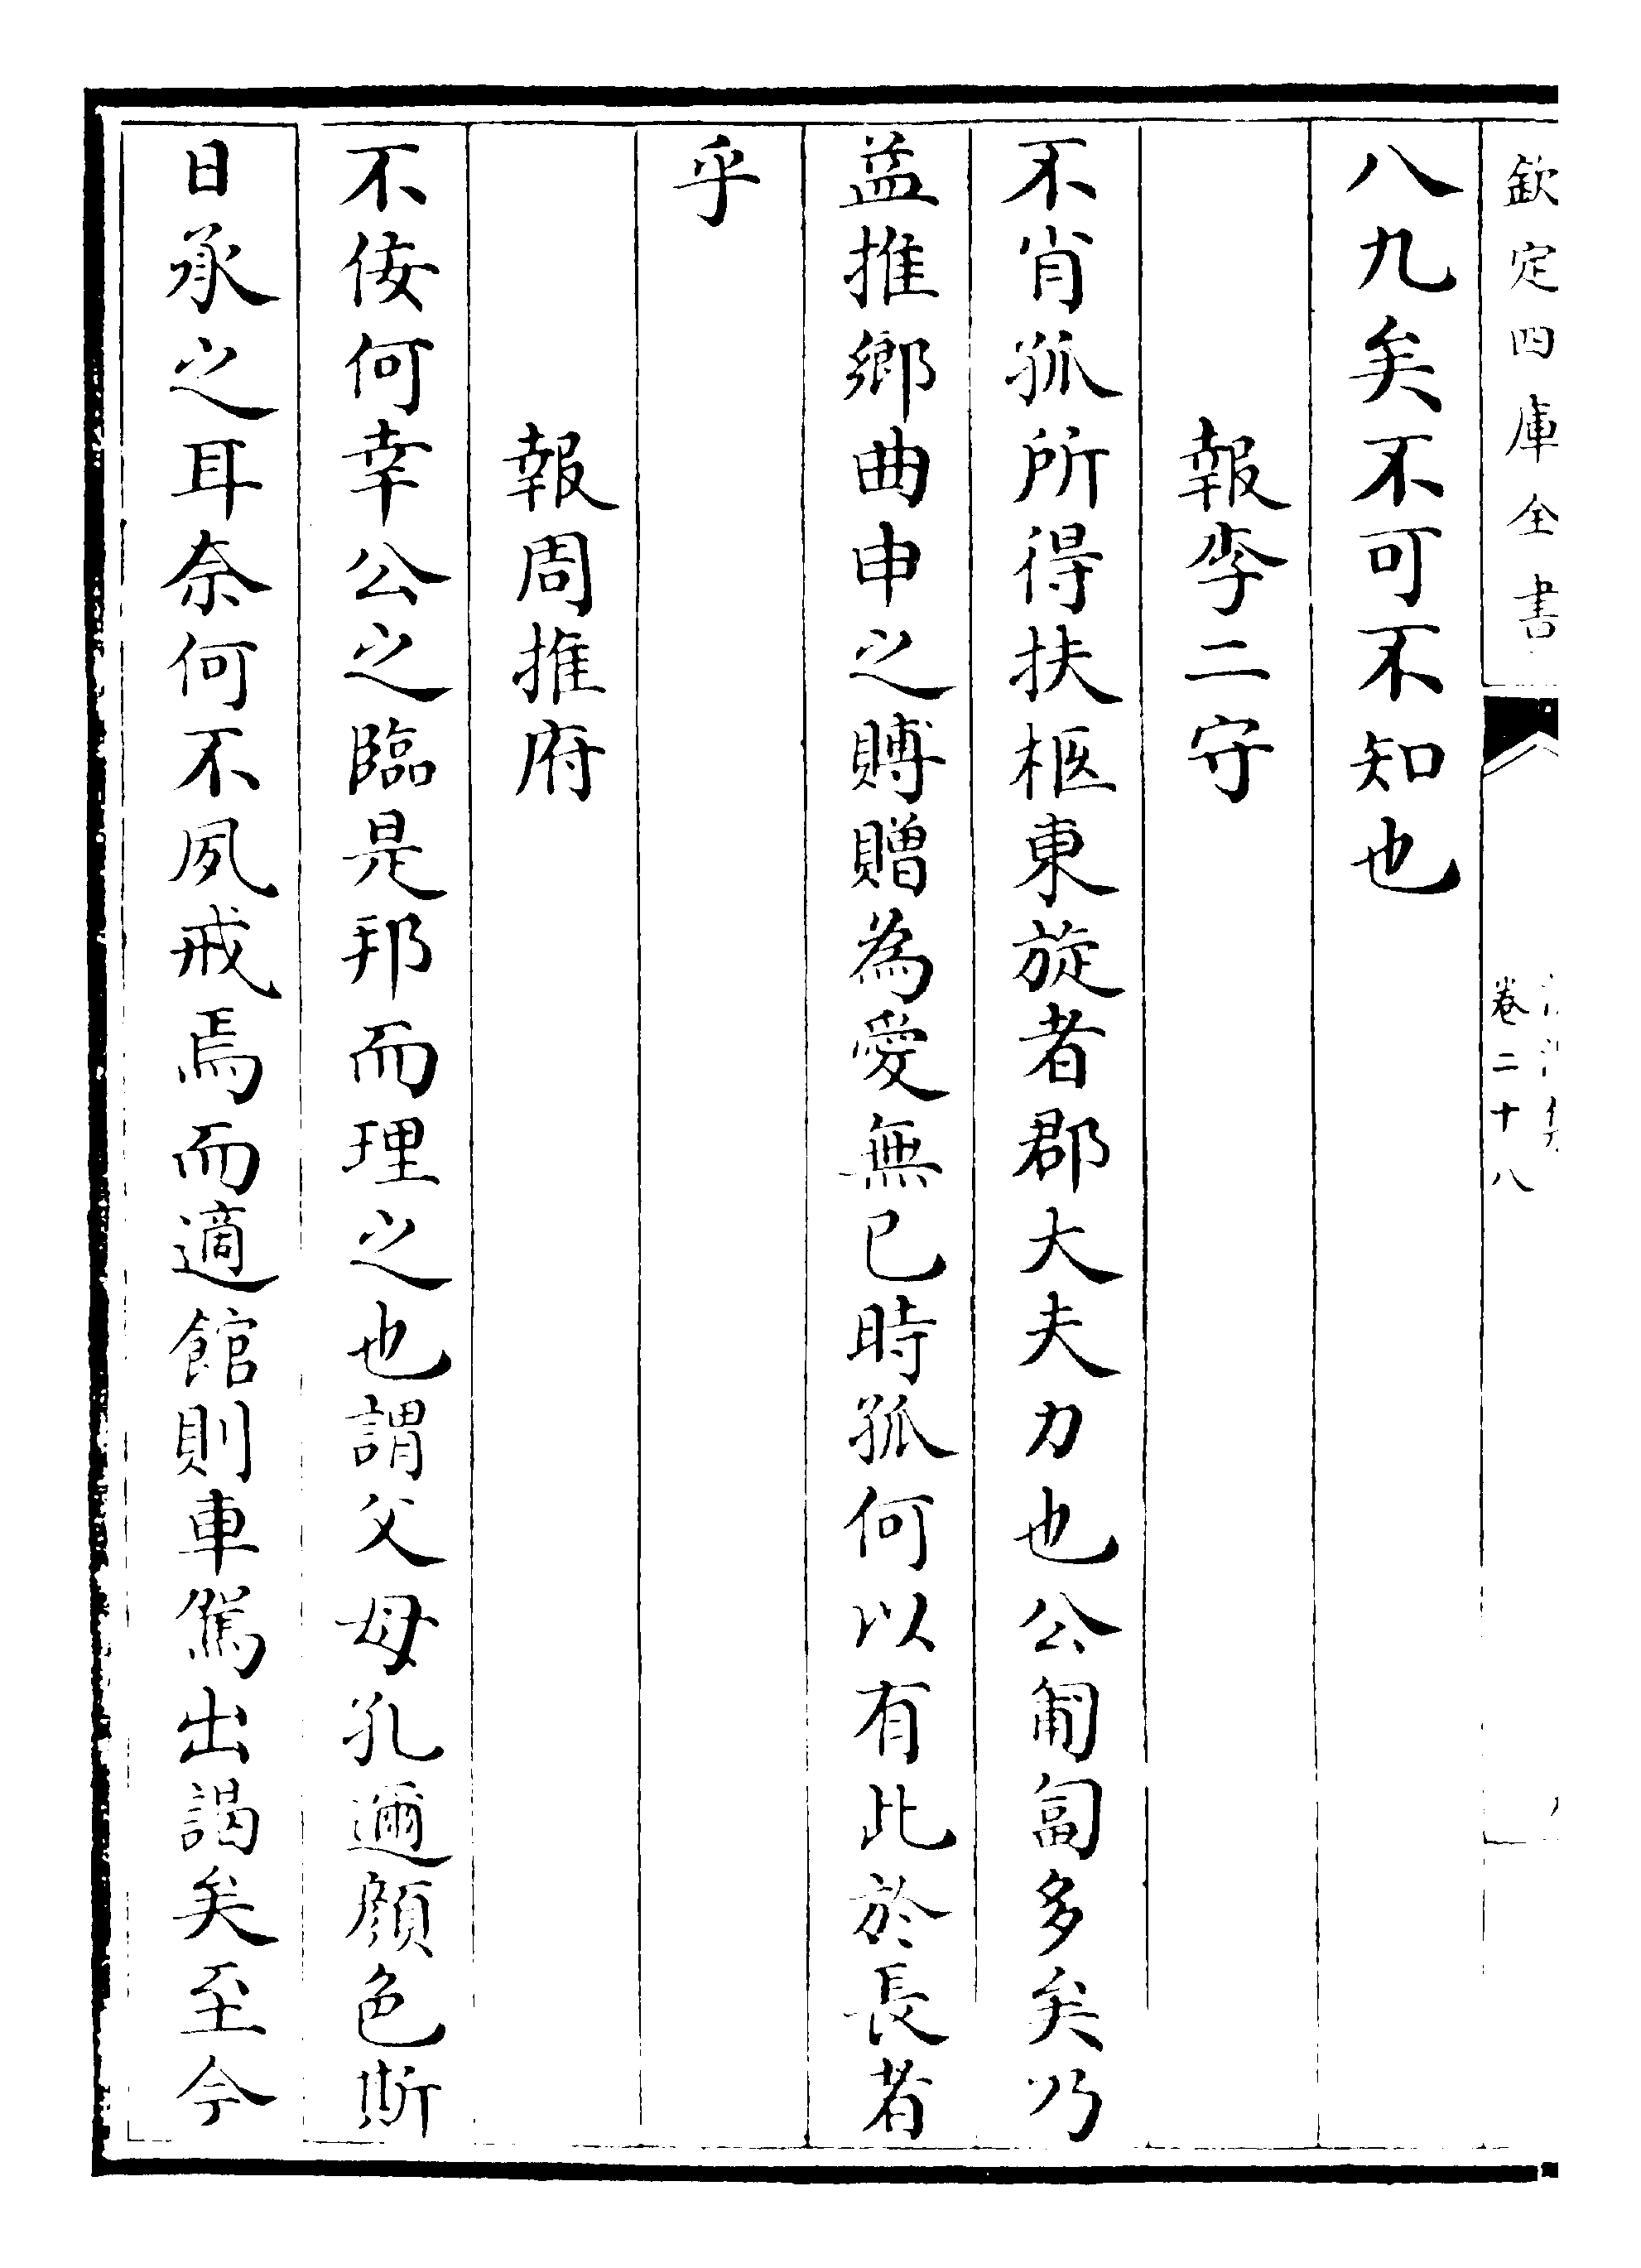 欽定四庫全書
卷二十八
八九矣不可不知也
報李二守
不肖孤所得扶柩東旋者郡大夫力也公匍匐多矣乃
益推鄉曲申之賻贈為愛無已時孤何以有此於長者
乎
報周推府
不佞何幸公之臨是邦而理之也謂父母孔邇顔色斯
日承之耳奈何不夙戒焉而適館則車駕出謁矣至今